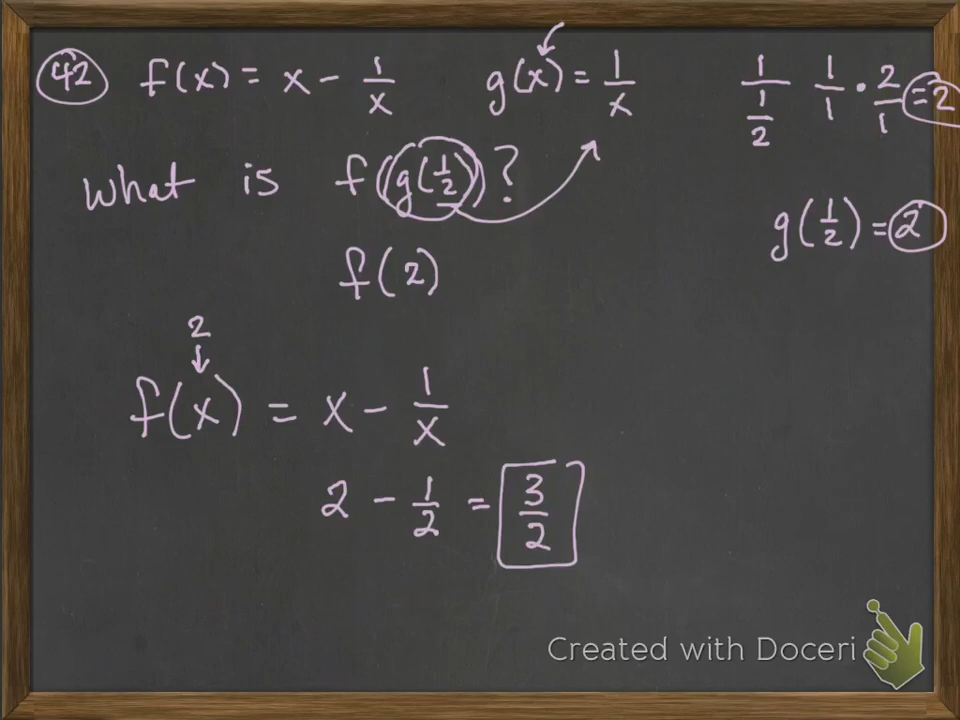 42 f(x) = x - 1/x g(x) = 1/x 1/(1/2) 1/1 · 2/1 = 2
What is f(g(1/2))?
g(1/2) = 2
f(2)
2
f(x) = x - 1/x
2 - 1/2 = 3/2
Created with Doceri